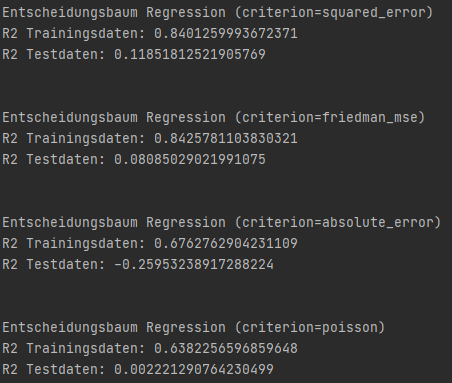 Entscheidungsbaum Regression (criterion=squared_error)
R2 Trainingsdaten: 0.8401259993672371
R2 Testdaten: 0.11851812521905769
Entscheidungsbaum Regression (criterion=friedman_mse)
R2 Trainingsdaten: 0.8425781103830321
R2 Testdaten: 0.08085029021991075
Entscheidungsbaum Regression (criterion=absolute_error)
R2 Trainingsdaten: 0.6762762904231109
R2 Testdaten: -0.25953238917288224
Entscheidungsbaum Regression (criterion=poisson)
R2 Trainingsdaten: 0.6382256596859648
R2 Testdaten: 0.002221290764230499